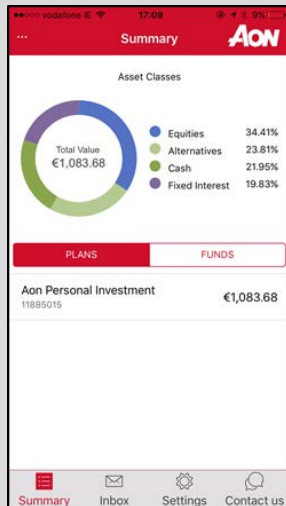 vodafone IE 17:09 9%
... Summary AON
Asset Classes
Total Value
€1,083.68
Equities 34.41%
Alternatives 23.81%
Cash 21.95%
Fixed Interest 19.83%
PLANS FUNDS
Aon Personal Investment €1,083.68
11885015
Summary Inbox Settings Contact us